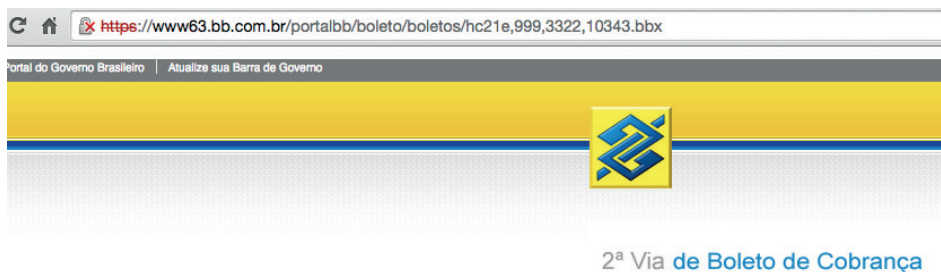 https://www63.bb.com.br/portalbb/boleto/boletos/hc21e,999,3322,10343.bbx
Portal do Governo Brasileiro | Atualize sua Barra de Governo
2ª Via de Boleto de Cobrança